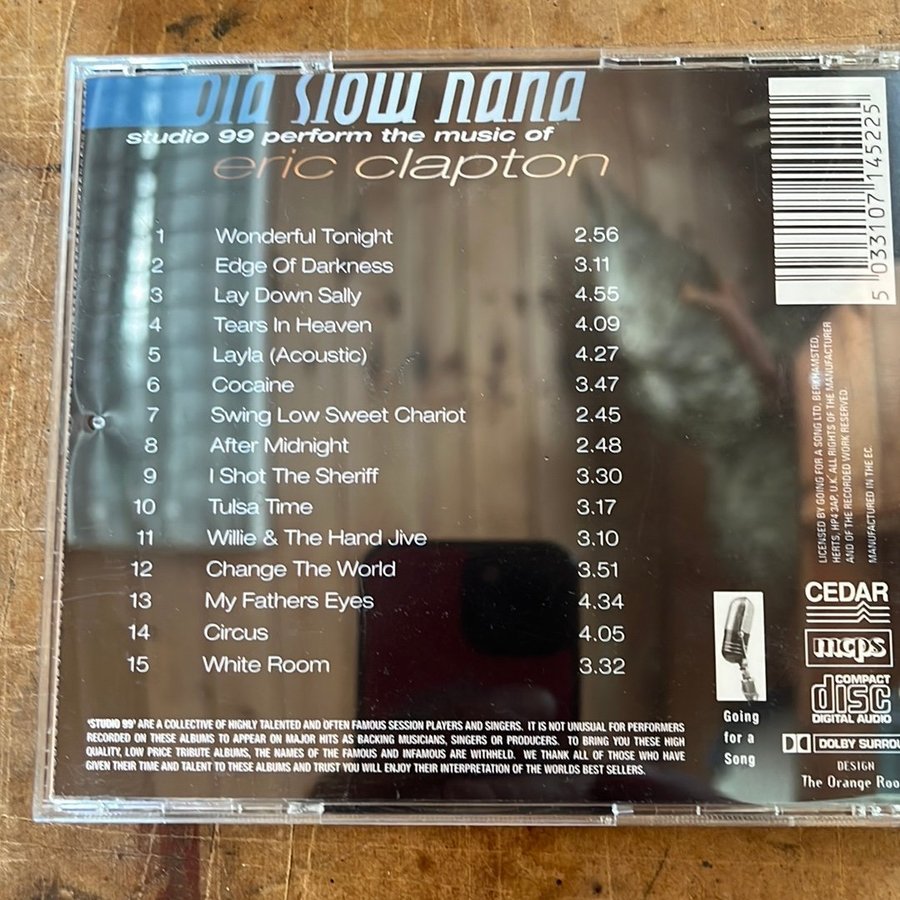 old slow hand
studio 99 perform the music of
eric clapton
1 Wonderful Tonight 2.56
2 Edge Of Darkness 3.11
3 Lay Down Sally 4.55
4 Tears In Heaven 4.09
5 Layla (Acoustic) 4.27
6 Cocaine 3.47
7 Swing Low Sweet Chariot 2.45
8 After Midnight 2.48
9 I Shot The Sheriff 3.30
10 Tulsa Time 3.17
11 Willie & The Hand Jive 3.10
12 Change The World 3.51
13 My Fathers Eyes 4.34
14 Circus 4.05
15 White Room 3.32
'STUDIO 99' ARE A COLLECTIVE OF HIGHLY TALENTED AND OFTEN FAMOUS SESSION PLAYERS AND SINGERS. IT IS NOT UNUSUAL FOR PERFORMERS
RECORDED ON THESE ALBUMS TO APPEAR ON MAJOR HITS AS BACKING MUSICIANS, SINGERS OR PRODUCERS. TO BRING YOU THESE HIGH
QUALITY, LOW PRICE TRIBUTE ALBUMS, THE NAMES OF THE FAMOUS AND INFAMOUS ARE WITHHELD. WE THANK ALL OF THOSE WHO HAVE
GIVEN THEIR TIME AND TALENT TO THESE ALBUMS AND TRUST YOU WILL ENJOY THEIR INTERPRETATION OF THE WORLDS BEST SELLERS.
5 033107 145225
LICENSED BY GOING FOR A SONG LTD, BERKHAMSTED,
HERTS, HP4 3AP, U.K. ALL RIGHTS OF THE MANUFACTURER
AND OF THE RECORDED WORK RESERVED.
MANUFACTURED IN THE EC.
Going
for a
Song
CEDAR
mcps
COMPACT
disc
DIGITAL AUDIO
DOLBY SURROU
DESIGN
The Orange Roo